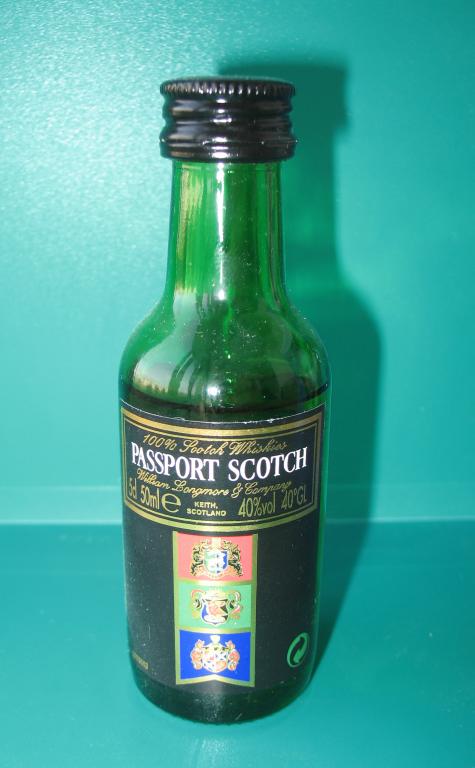 100% Scotch Whiskies
PASSPORT SCOTCH
William Longmore & Company
5cl 50ml e KEITH, SCOTLAND 40%vol 40°GL